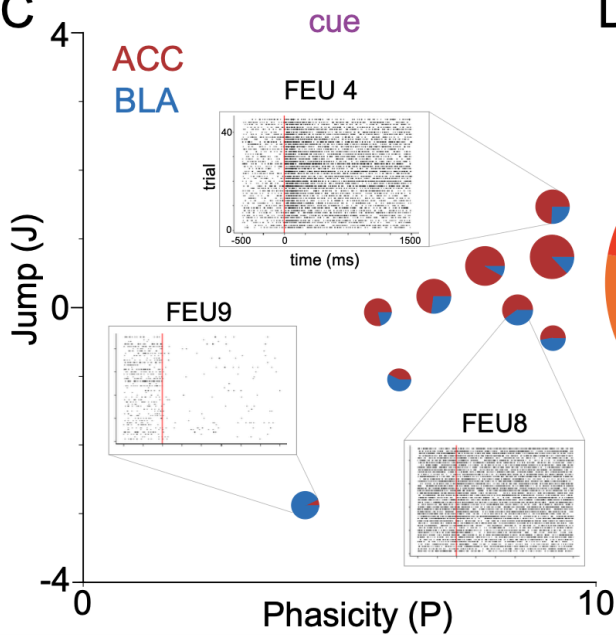 C
cue
4
ACC
BLA
FEU 4
40
trial
0
-500 0 1500
time (ms)
Jump (J)
0
FEU9
FEU8
-4
0
Phasicity (P)
10